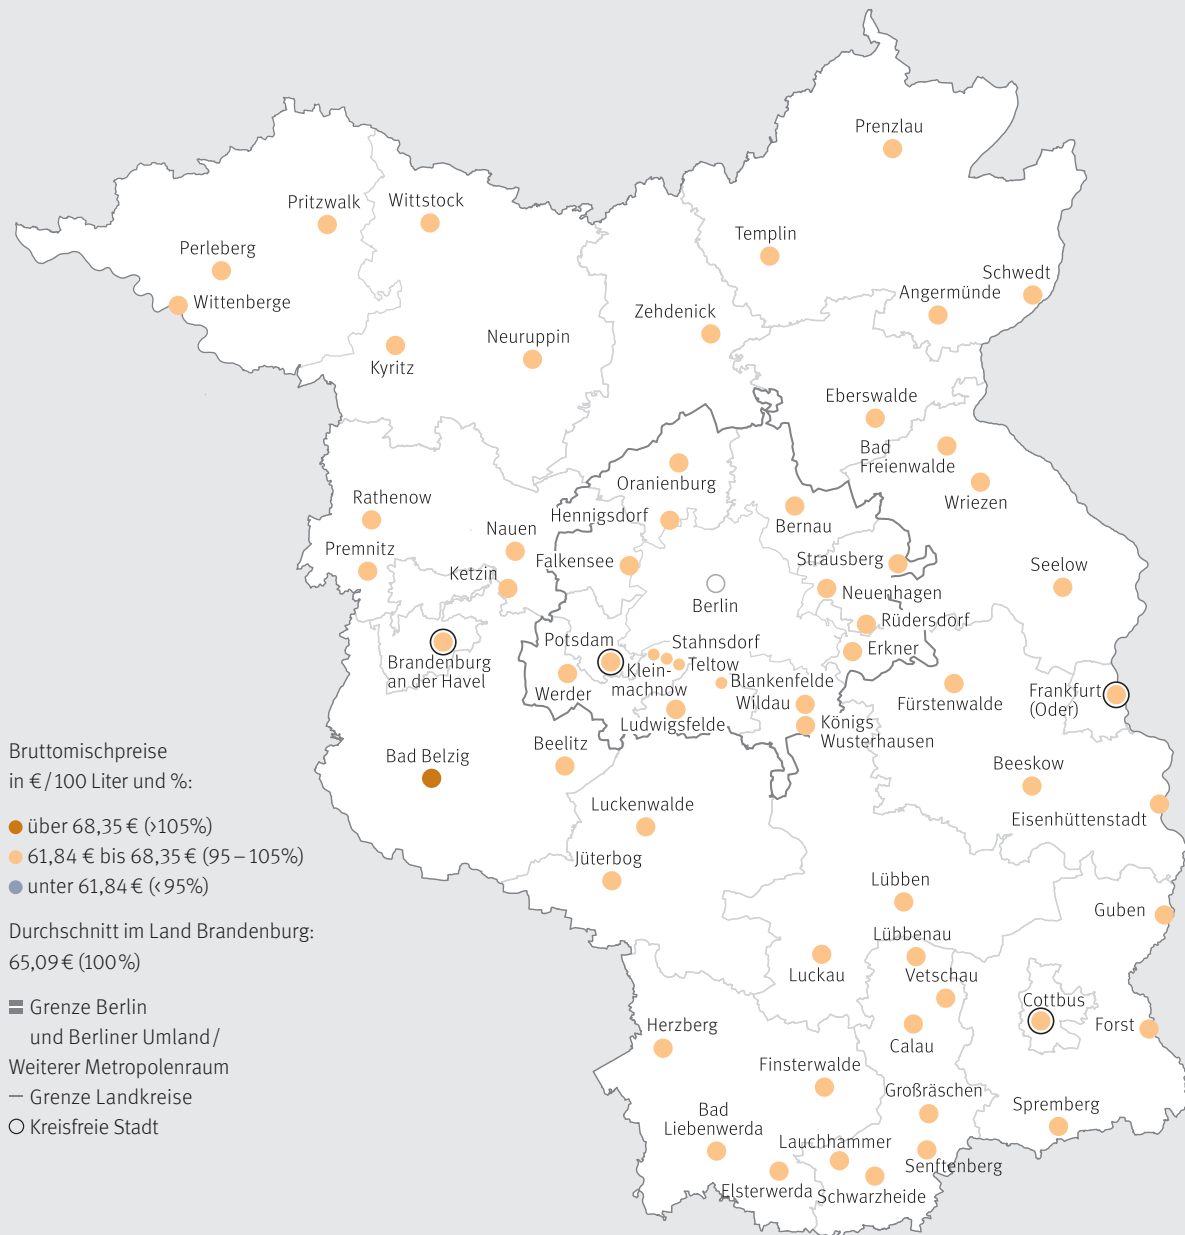 Prenzlau
Pritzwalk
Wittstock
Templin
Perleberg
Schwedt
Angermünde
Wittenberge
Zehdenick
Neuruppin
Kyritz
Eberswalde
Bad
Freienwalde
Oranienburg
Wriezen
Rathenow
Hennigsdorf
Bernau
Nauen
Premnitz
Falkensee
Strausberg
Seelow
Ketzin
Neuenhagen
Berlin
Rüdersdorf
Potsdam
Stahnsdorf
Erkner
Brandenburg
an der Havel
Klein-
machnow
Teltow
Blankenfelde
Werder
Wildau
Fürstenwalde
Frankfurt
(Oder)
Ludwigsfelde
Königs
Wusterhausen
Beelitz
Bad Belzig
Beeskow
Luckenwalde
Eisenhüttenstadt
Jüterbog
Lübben
Guben
Lübbenau
Luckau
Vetschau
Cottbus
Herzberg
Forst
Calau
Finsterwalde
Großräschen
Spremberg
Bad
Liebenwerda
Lauchhammer
Senftenberg
Elsterwerda
Schwarzheide
Bruttomischpreise
in € / 100 Liter und %:
über 68,35 € (>105%)
61,84 € bis 68,35 € (95 – 105%)
unter 61,84 € (< 95%)
Durchschnitt im Land Brandenburg:
65,09 € (100%)
Grenze Berlin
und Berliner Umland /
Weiterer Metropolenraum
Grenze Landkreise
Kreisfreie Stadt